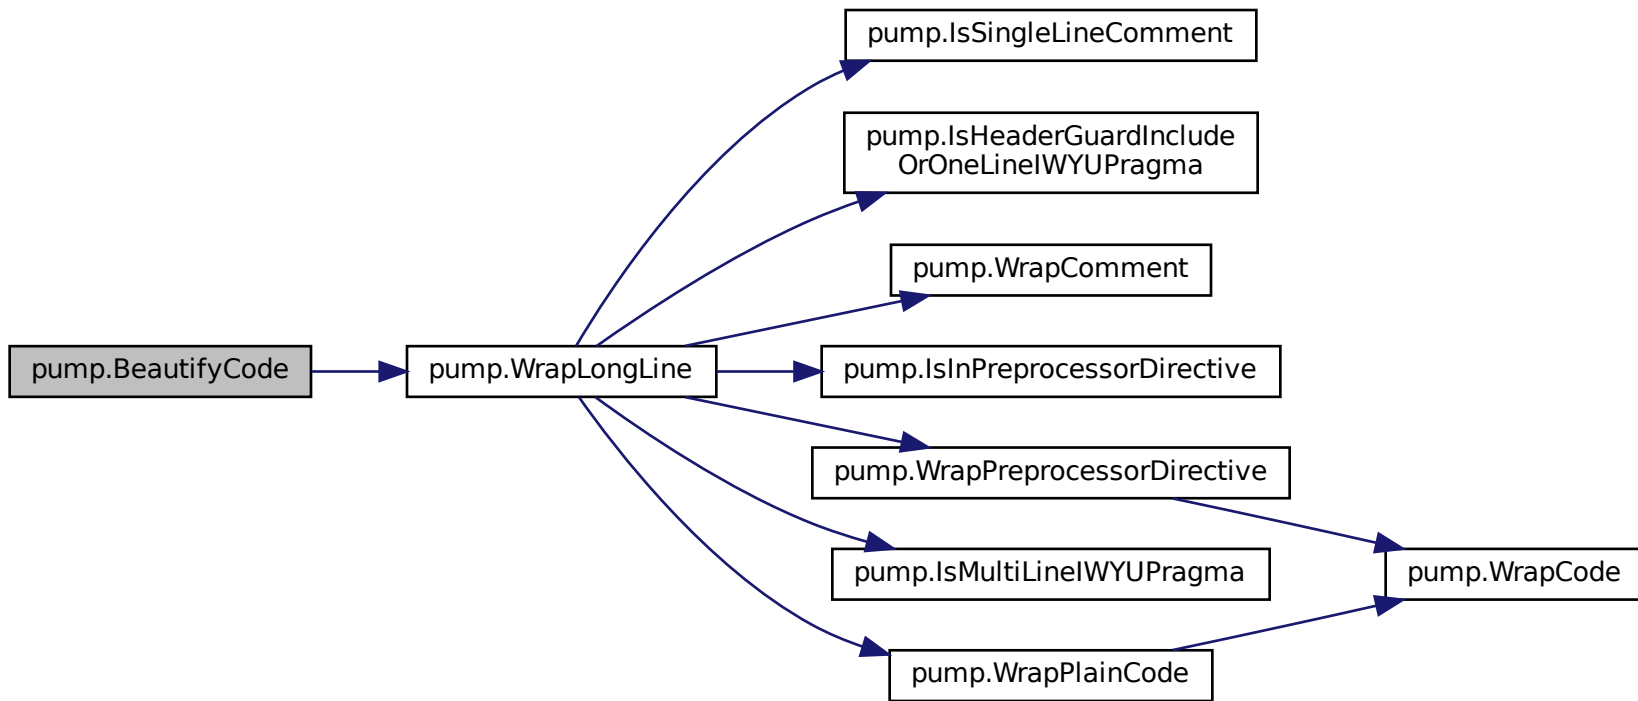 pump.IsSingleLineComment
pump.IsHeaderGuardInclude
OrOneLineIWYUPragma
pump.WrapComment
pump.BeautifyCode
pump.WrapLongLine
pump.IsInPreprocessorDirective
pump.WrapPreprocessorDirective
pump.IsMultiLineIWYUPragma
pump.WrapCode
pump.WrapPlainCode